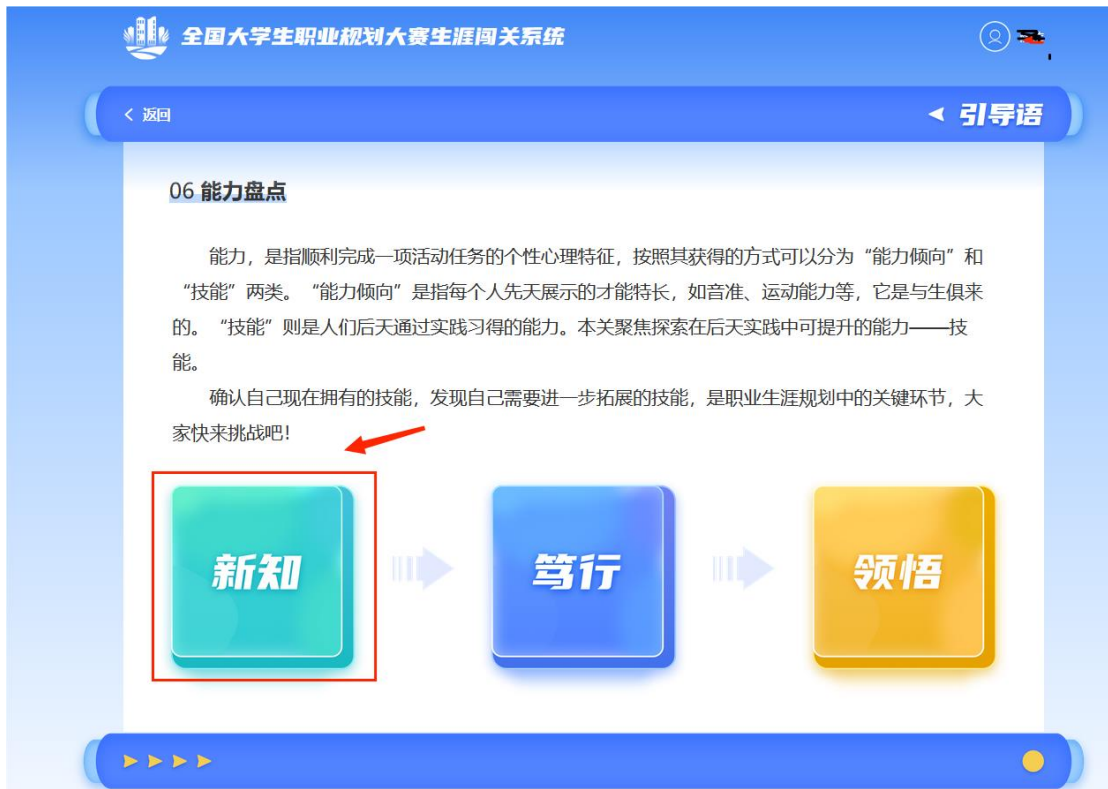 全国大学生职业规划大赛生涯闯关系统
返回
引导语
06 能力盘点
能力，是指顺利完成一项活动任务的个性心理特征，按照其获得的方式可以分为“能力倾向”和
“技能”两类。“能力倾向”是指每个人先天展示的才能特长，如音准、运动能力等，它是与生俱来
的。“技能”则是人们后天通过实践习得的能力。本关聚焦探索在后天实践中可提升的能力——技
能。
确认自己现在拥有的技能，发现自己需要进一步拓展的技能，是职业生涯规划中的关键环节，大
家快来挑战吧！
新知
笃行
领悟